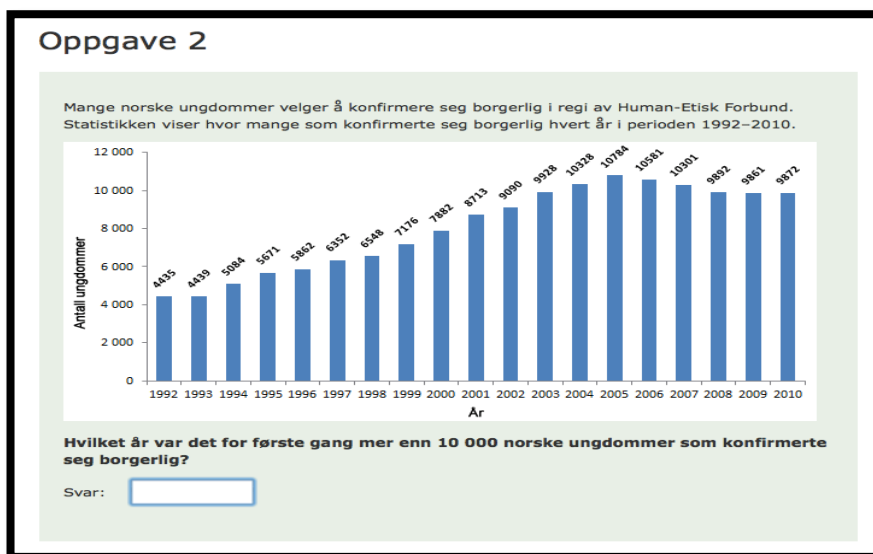 Oppgave 2
Mange norske ungdommer velger å konfirmere seg borgerlig i regi av Human-Etisk Forbund.
Statistikken viser hvor mange som konfirmerte seg borgerlig hvert år i perioden 1992–2010.
12 000
10 000
8 000
6 000
4 000
2 000
0
Antall ungdommer
4435 4439 5084 5671 5862 6352 6548 7176 7882 8713 9090 9928 10328 10784 10581 10301 9892 9861 9872
1992 1993 1994 1995 1996 1997 1998 1999 2000 2001 2002 2003 2004 2005 2006 2007 2008 2009 2010
År
Hvilket år var det for første gang mer enn 10 000 norske ungdommer som konfirmerte
seg borgerlig?
Svar: